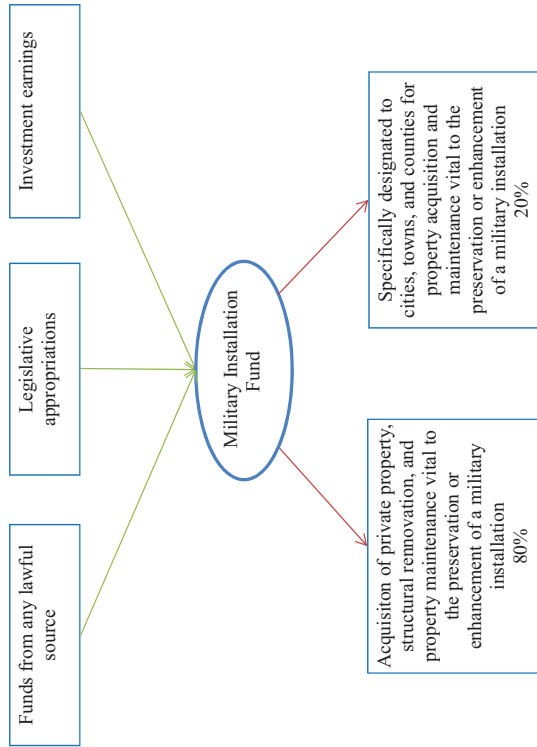 Funds from any lawful
source
Legislative
appropriations
Investment earnings
Military Installation
Fund
Acquisiton of private property,
structural rennovation, and
property maintenance vital to
the preservation or
enhancement of a military
installation
80%
Specifically designated to
cities, towns, and counties for
property acquisition and
maintenance vital to the
preservation or enhancement
of a military installation
20%